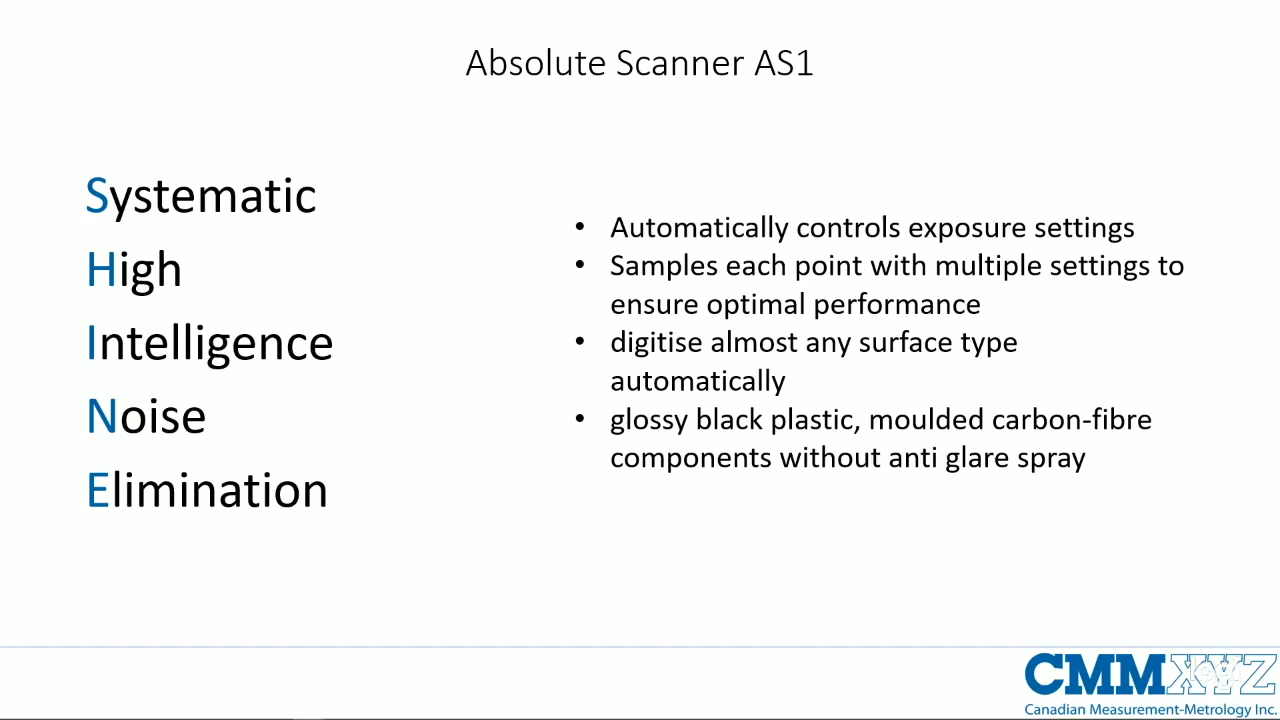 Absolute Scanner AS1
Systematic
High
Intelligence
Noise
Elimination
• Automatically controls exposure settings
• Samples each point with multiple settings to
ensure optimal performance
• digitise almost any surface type
automatically
• glossy black plastic, moulded carbon-fibre
components without anti glare spray
CMMXYZ
Canadian Measurement-Metrology Inc.